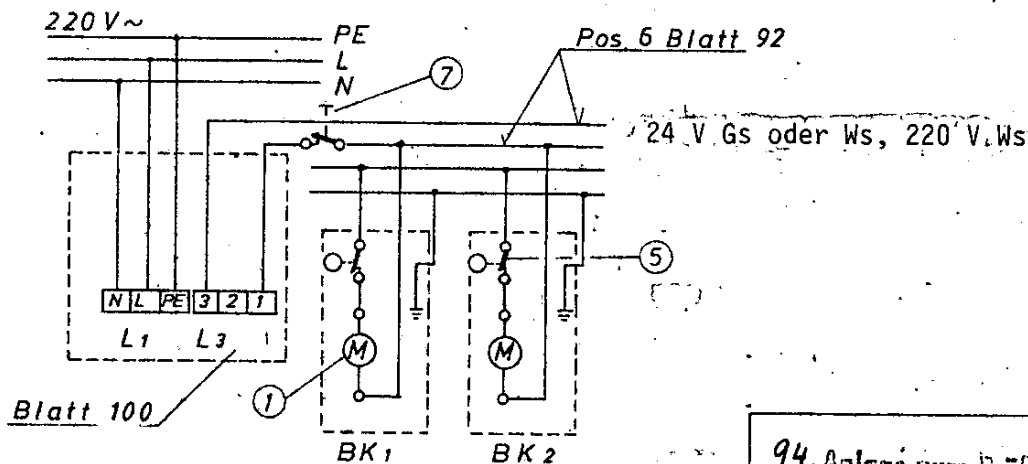 220 V~
PE
L
N
Pos 6 Blatt 92
7
24 V Gs oder Ws, 220 V Ws
5
N L PE 3 2 1
L1 L3
1
M M
Blatt 100
BK1 BK2
94.